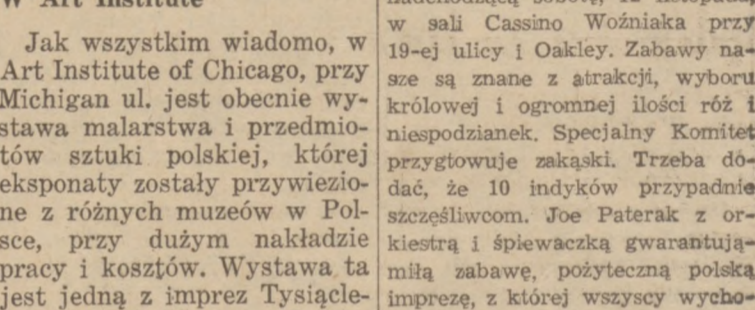 W Art Institute
Jak wszystkim wiadomo, w
Art Institute of Chicago, przy
Michigan ul. jest obecnie wy-
stawa malarstwa i przedmio-
tów sztuki polskiej, której
eksponaty zostały przywiezio-
ne z różnych muzeów w Pol-
sce, przy dużym nakładzie
pracy i kosztów. Wystawa ta
jest jedną z imprez Tysiącle-
w sali Cassino Woźniaka przy
19-ej ulicy i Oakley. Zabawy na-
sze są znane z atrakcji, wyboru
królowej i ogromnej ilości róż i
niespodzianek. Specjalny Komitet
przygtowuje zakąski. Trzeba do-
dać, że 10 indyków przypadnie
szczęśliwcom. Joe Paterak z or-
kiestrą i śpiewaczką gwarantują-
miłą zabawę, pożyteczną polską
imprezę, z której wszyscy wycho-